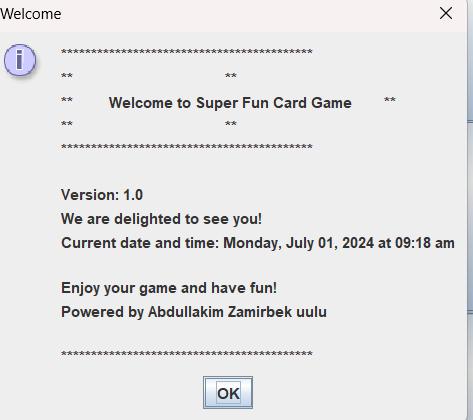 Welcome
******************************************
** **
** Welcome to Super Fun Card Game **
** **
******************************************
Version: 1.0
We are delighted to see you!
Current date and time: Monday, July 01, 2024 at 09:18 am
Enjoy your game and have fun!
Powered by Abdullakim Zamirbek uulu
******************************************
OK